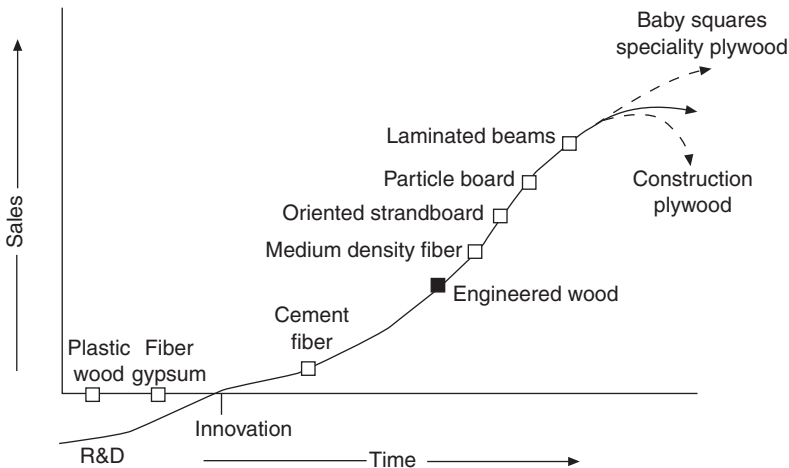 Baby squares
speciality plywood
Laminated beams
Particle board
Construction
plywood
Oriented strandboard
Sales
Medium density fiber
Engineered wood
Cement
fiber
Plastic
wood
Fiber
gypsum
Innovation
R&D
Time